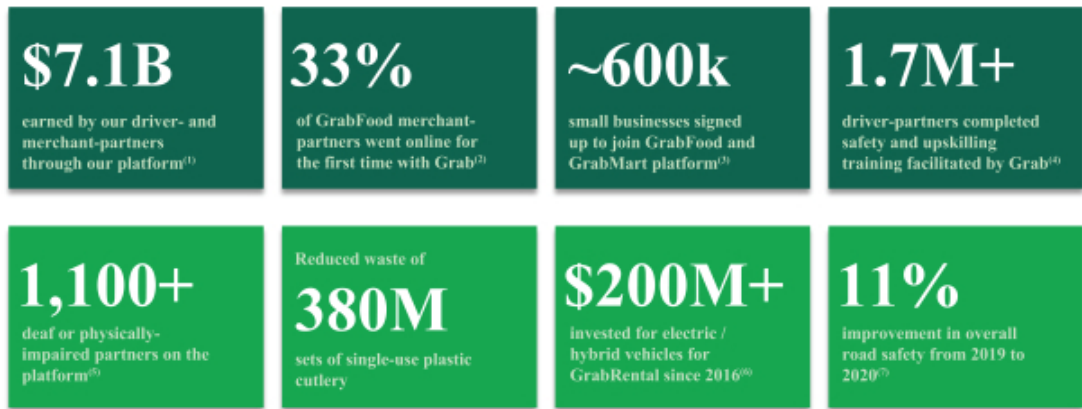 $7.1B
earned by our driver- and
merchant-partners
through our platform(1)
33%
of GrabFood merchant-
partners went online for
the first time with Grab(2)
~600k
small businesses signed
up to join GrabFood and
GrabMart platform(3)
1.7M+
driver-partners completed
safety and upskilling
training facilitated by Grab(4)
1,100+
deaf or physically-
impaired partners on the
platform(5)
Reduced waste of
380M
sets of single-use plastic
cutlery
$200M+
invested for electric /
hybrid vehicles for
GrabRental since 2016(6)
11%
improvement in overall
road safety from 2019 to
2020(7)